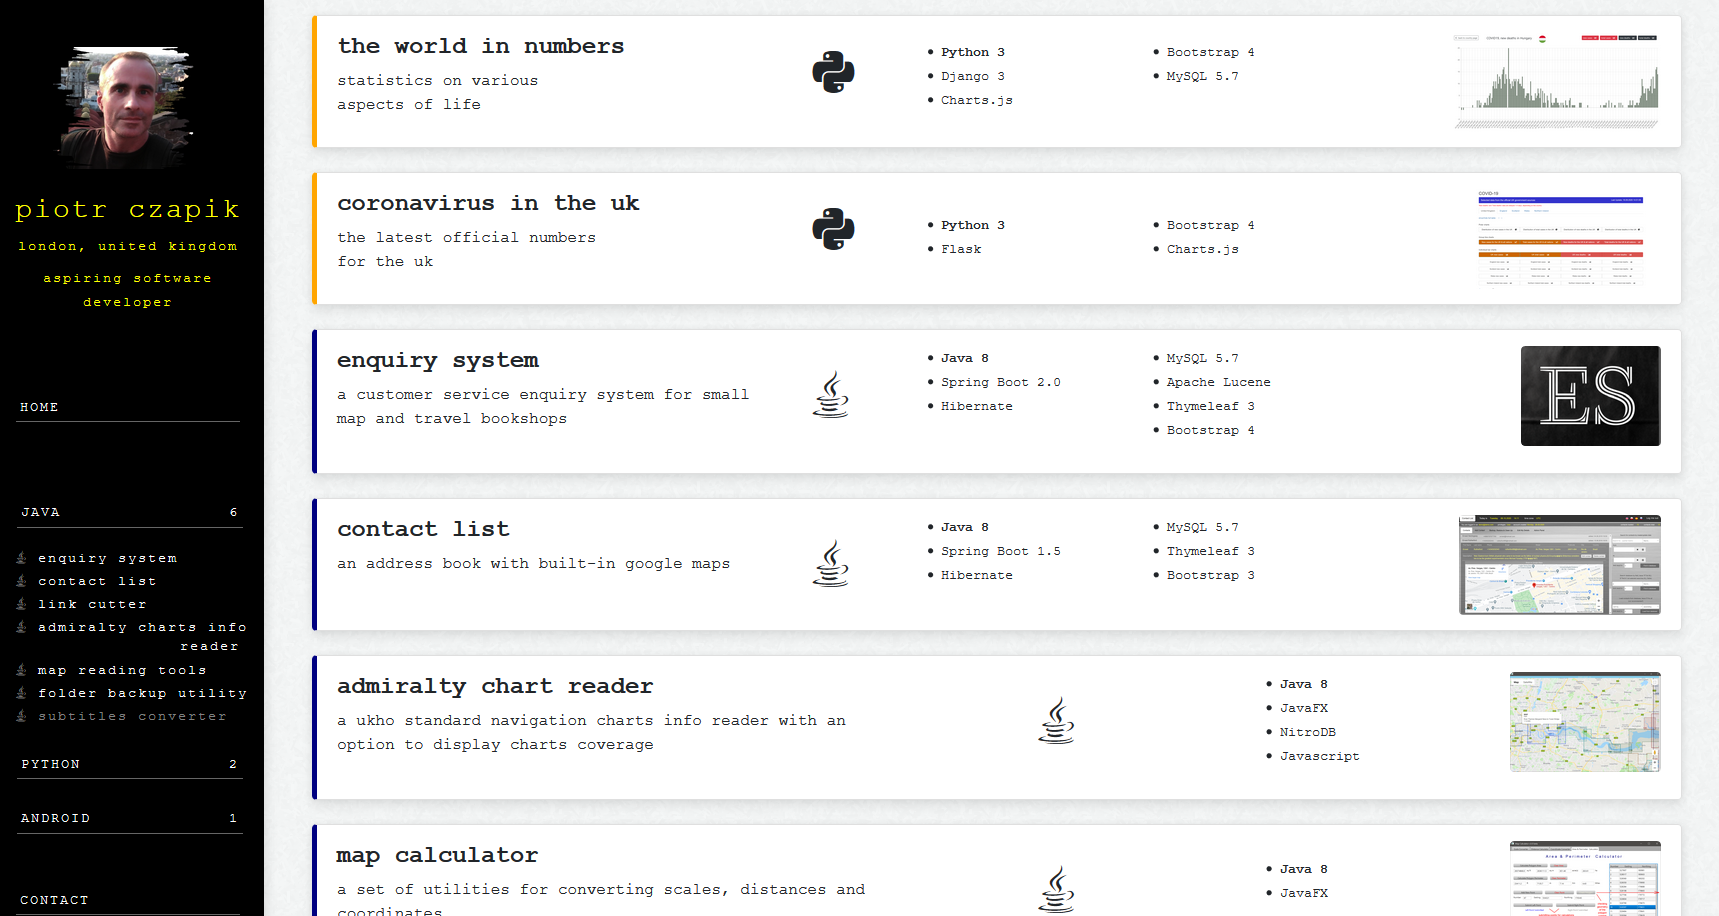 piotr czapik
london, united kingdom
aspiring software
developer
HOME
JAVA 6
enquiry system
contact list
link cutter
admiralty charts info
reader
map reading tools
folder backup utility
subtitles converter
PYTHON 2
ANDROID 1
CONTACT
the world in numbers
statistics on various
aspects of life
Python 3
Django 3
Charts.js
Bootstrap 4
MySQL 5.7
coronavirus in the uk
the latest official numbers
for the uk
Python 3
Flask
Bootstrap 4
Charts.js
COVID-19
enquiry system
a customer service enquiry system for small
map and travel bookshops
Java 8
Spring Boot 2.0
Hibernate
MySQL 5.7
Apache Lucene
Thymeleaf 3
Bootstrap 4
ES
contact list
an address book with built-in google maps
Java 8
Spring Boot 1.5
Hibernate
MySQL 5.7
Thymeleaf 3
Bootstrap 3
admiralty chart reader
a ukho standard navigation charts info reader with an
option to display charts coverage
Java 8
JavaFX
NitroDB
Javascript
map calculator
a set of utilities for converting scales, distances and
coordinates
Java 8
JavaFX
Area & Perimeter Calculator